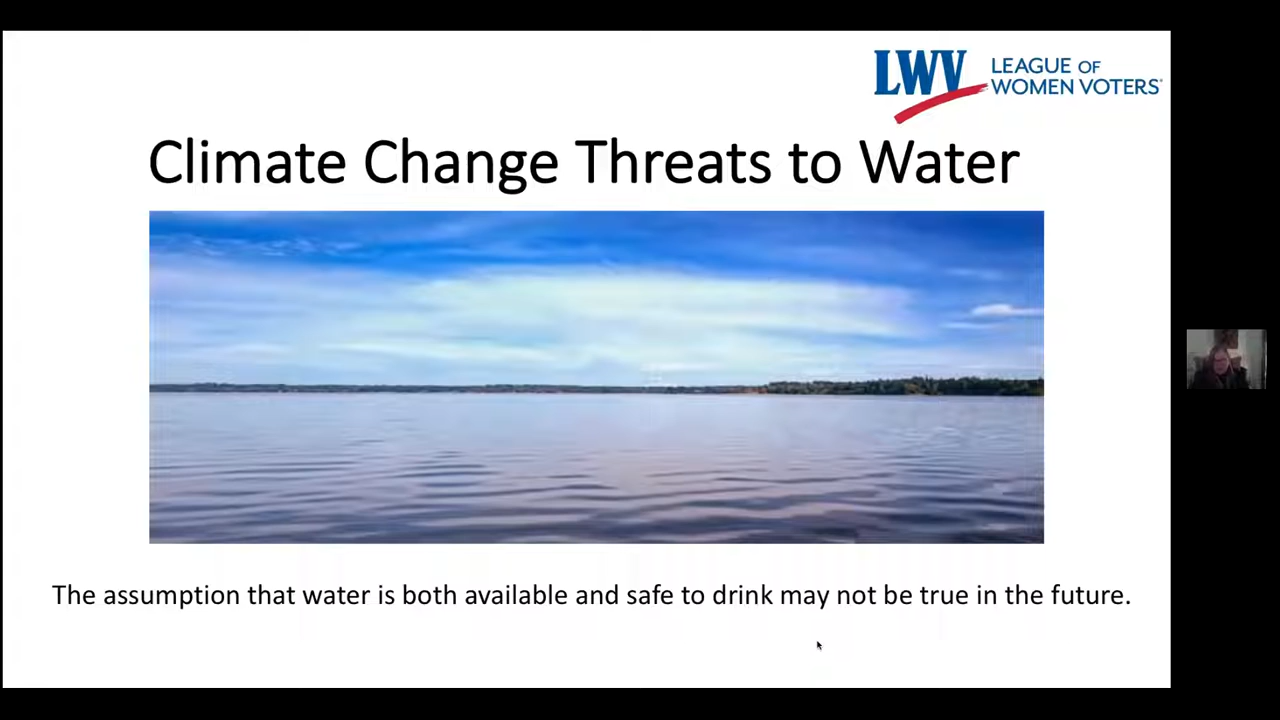 LWV LEAGUE OF
WOMEN VOTERS®
Climate Change Threats to Water
The assumption that water is both available and safe to drink may not be true in the future.